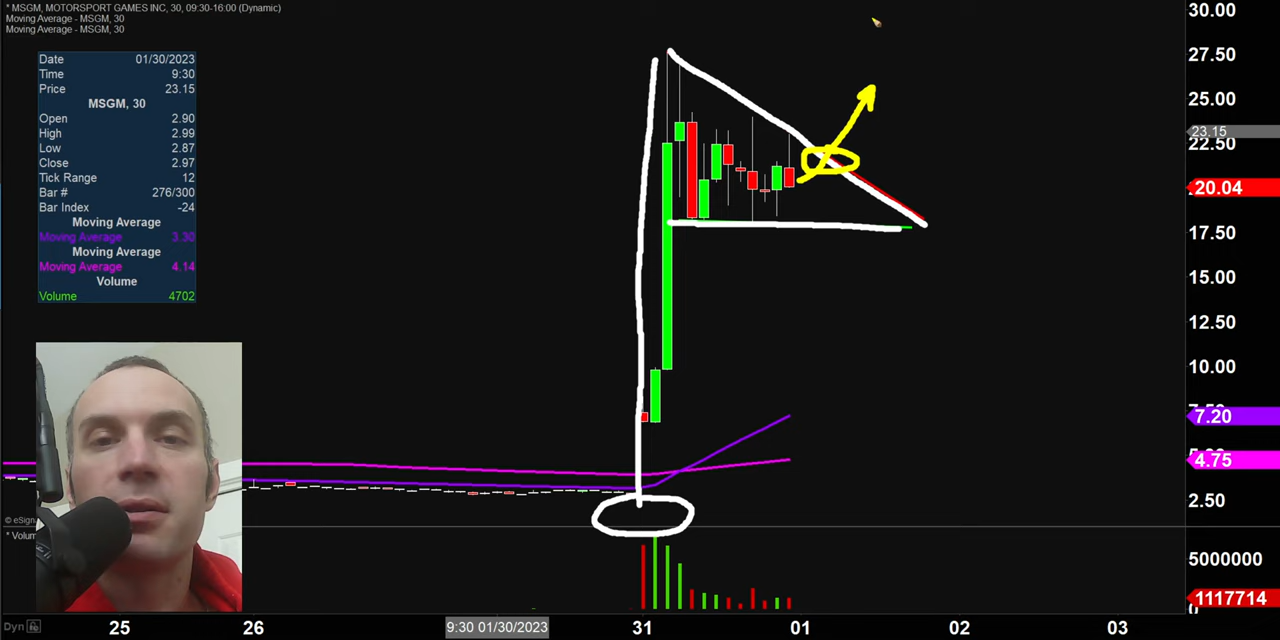 * MSGM, MOTORSPORT GAMES INC, 30, 09:30-16:00 (Dynamic)
Moving Average - MSGM, 30
Moving Average - MSGM, 30
Date 01/30/2023
Time 9:30
Price 23.15
MSGM, 30
Open 2.90
High 2.99
Low 2.87
Close 2.97
Tick Range 12
Bar # 276/300
Bar Index -24
Moving Average
Moving Average 3.30
Moving Average
Moving Average 4.14
Volume
Volume 4702
30.00
27.50
25.00
23.15
22.50
20.04
17.50
15.00
12.50
10.00
7.20
4.75
2.50
© eSign
* Volum
5000000
1117714
0
Dyn
25 26 9:30 01/30/2023 31 01 02 03